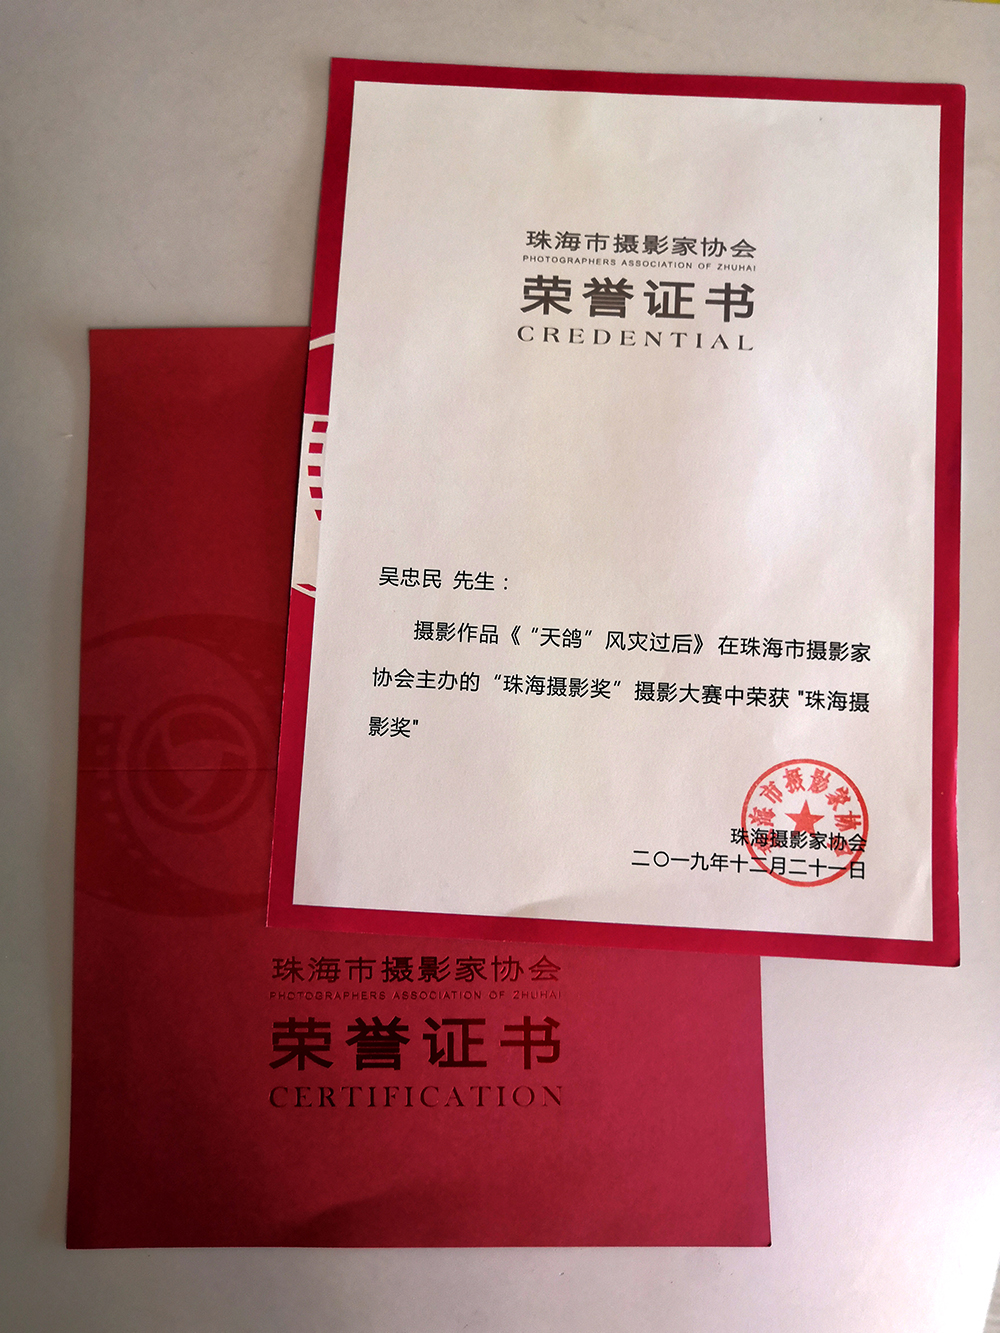 珠海市摄影家协会
PHOTOGRAPHERS ASSOCIATION OF ZHUHAI
荣誉证书
CREDENTIAL
吴忠民 先生：
摄影作品《“天鸽”风灾过后》在珠海市摄影家
协会主办的“珠海摄影奖”摄影大赛中荣获"珠海摄
影奖"
珠海市摄影家协会
珠海摄影家协会
二〇一九年十二月二十一日
珠海市摄影家协会
PHOTOGRAPHERS ASSOCIATION OF ZHUHAI
荣誉证书
CERTIFICATION